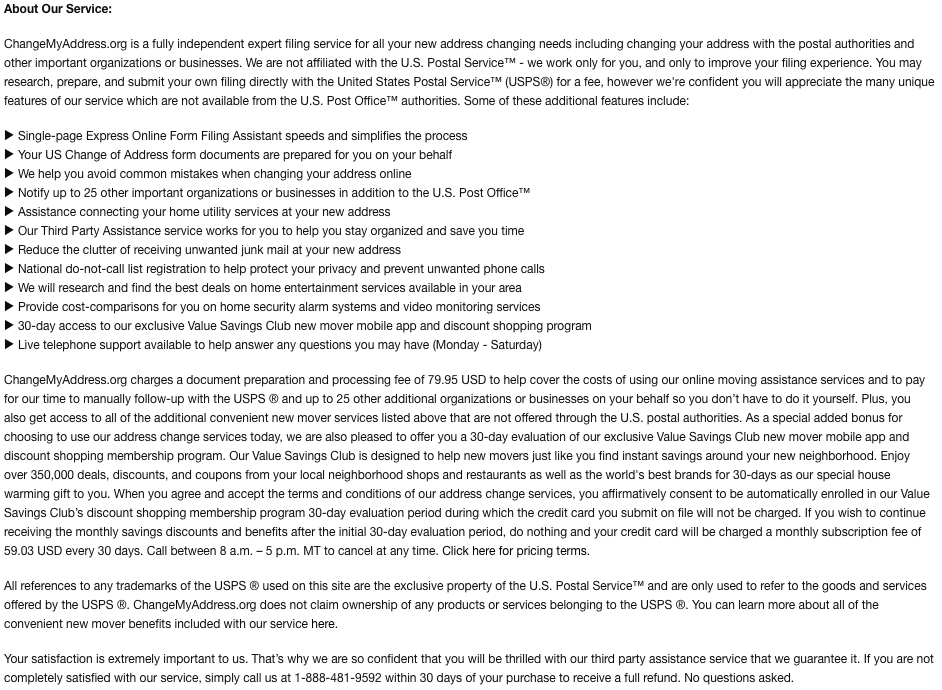 About Our Service:
ChangeMyAddress.org is a fully independent expert filing service for all your new address changing needs including changing your address with the postal authorities and
other important organizations or businesses. We are not affiliated with the U.S. Postal Service™ - we work only for you, and only to improve your filing experience. You may
research, prepare, and submit your own filing directly with the United States Postal Service™ (USPS®) for a fee, however we're confident you will appreciate the many unique
features of our service which are not available from the U.S. Post Office™ authorities. Some of these additional features include:
▶ Single-page Express Online Form Filing Assistant speeds and simplifies the process
▶ Your US Change of Address form documents are prepared for you on your behalf
▶ We help you avoid common mistakes when changing your address online
▶ Notify up to 25 other important organizations or businesses in addition to the U.S. Post Office™
▶ Assistance connecting your home utility services at your new address
▶ Our Third Party Assistance service works for you to help you stay organized and save you time
▶ Reduce the clutter of receiving unwanted junk mail at your new address
▶ National do-not-call list registration to help protect your privacy and prevent unwanted phone calls
▶ We will research and find the best deals on home entertainment services available in your area
▶ Provide cost-comparisons for you on home security alarm systems and video monitoring services
▶ 30-day access to our exclusive Value Savings Club new mover mobile app and discount shopping program
▶ Live telephone support available to help answer any questions you may have (Monday - Saturday)
ChangeMyAddress.org charges a document preparation and processing fee of 79.95 USD to help cover the costs of using our online moving assistance services and to pay
for our time to manually follow-up with the USPS ® and up to 25 other additional organizations or businesses on your behalf so you don't have to do it yourself. Plus, you
also get access to all of the additional convenient new mover services listed above that are not offered through the U.S. postal authorities. As a special added bonus for
choosing to use our address change services today, we are also pleased to offer you a 30-day evaluation of our exclusive Value Savings Club new mover mobile app and
discount shopping membership program. Our Value Savings Club is designed to help new movers just like you find instant savings around your new neighborhood. Enjoy
over 350,000 deals, discounts, and coupons from your local neighborhood shops and restaurants as well as the world's best brands for 30-days as our special house
warming gift to you. When you agree and accept the terms and conditions of our address change services, you affirmatively consent to be automatically enrolled in our Value
Savings Club's discount shopping membership program 30-day evaluation period during which the credit card you submit on file will not be charged. If you wish to continue
receiving the monthly savings discounts and benefits after the initial 30-day evaluation period, do nothing and your credit card will be charged a monthly subscription fee of
59.03 USD every 30 days. Call between 8 a.m. – 5 p.m. MT to cancel at any time. Click here for pricing terms.
All references to any trademarks of the USPS ® used on this site are the exclusive property of the U.S. Postal Service™ and are only used to refer to the goods and services
offered by the USPS ®. ChangeMyAddress.org does not claim ownership of any products or services belonging to the USPS ®. You can learn more about all of the
convenient new mover benefits included with our service here.
Your satisfaction is extremely important to us. That's why we are so confident that you will be thrilled with our third party assistance service that we guarantee it. If you are not
completely satisfied with our service, simply call us at 1-888-481-9592 within 30 days of your purchase to receive a full refund. No questions asked.